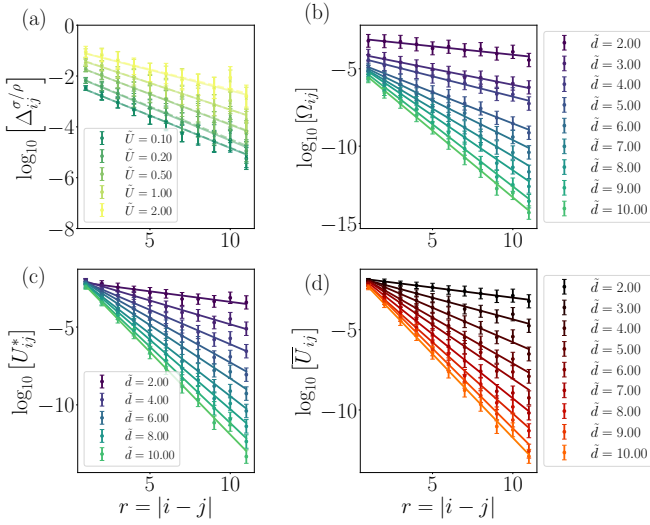 (a)
0
−2
−4
−6
−8
log₁₀ [Δᵢⱼ^{σ/ρ}]
Ũ = 0.10
Ũ = 0.20
Ũ = 0.50
Ũ = 1.00
Ũ = 2.00
5
10
(b)
−5
−10
−15
log₁₀ [Ωᵢⱼ]
5
10
d̃ = 2.00
d̃ = 3.00
d̃ = 4.00
d̃ = 5.00
d̃ = 6.00
d̃ = 7.00
d̃ = 8.00
d̃ = 9.00
d̃ = 10.00
(c)
−5
−10
log₁₀ [U*ᵢⱼ]
d̃ = 2.00
d̃ = 4.00
d̃ = 6.00
d̃ = 8.00
d̃ = 10.00
5
10
r = |i − j|
(d)
−5
−10
log₁₀ [U̅ᵢⱼ]
5
10
r = |i − j|
d̃ = 2.00
d̃ = 3.00
d̃ = 4.00
d̃ = 5.00
d̃ = 6.00
d̃ = 7.00
d̃ = 8.00
d̃ = 9.00
d̃ = 10.00